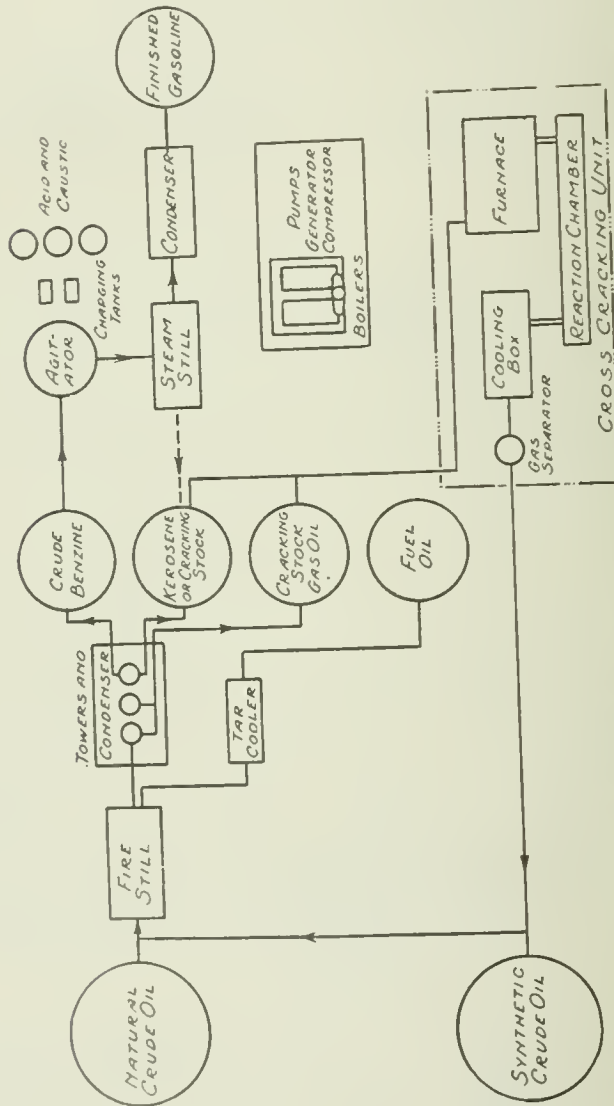 MATURAL
CRUDE OIL
FIRE
STILL
TOWERS AND
CONDENSER
CRUDE
BENZINE
AGIT-
ATOR
CHARGING
TANKS
ACID AND
CAUSTIC
STEAM
STILL
CONDENSER
FINISHED
GASOLINE
KEROSENE
OR CRACKING
STOCK
CRACKING
STOCK
GAS OIL
TAR
COOLER
FUEL
OIL
PUMPS
GENERATOR
COMPRESSOR
BOILERS
SYNTHETIC
CRUDE OIL
GAS
SEPARATOR
COOLING
BOX
FURNACE
REACTION CHAMBER
CROSS CRACKING UNIT